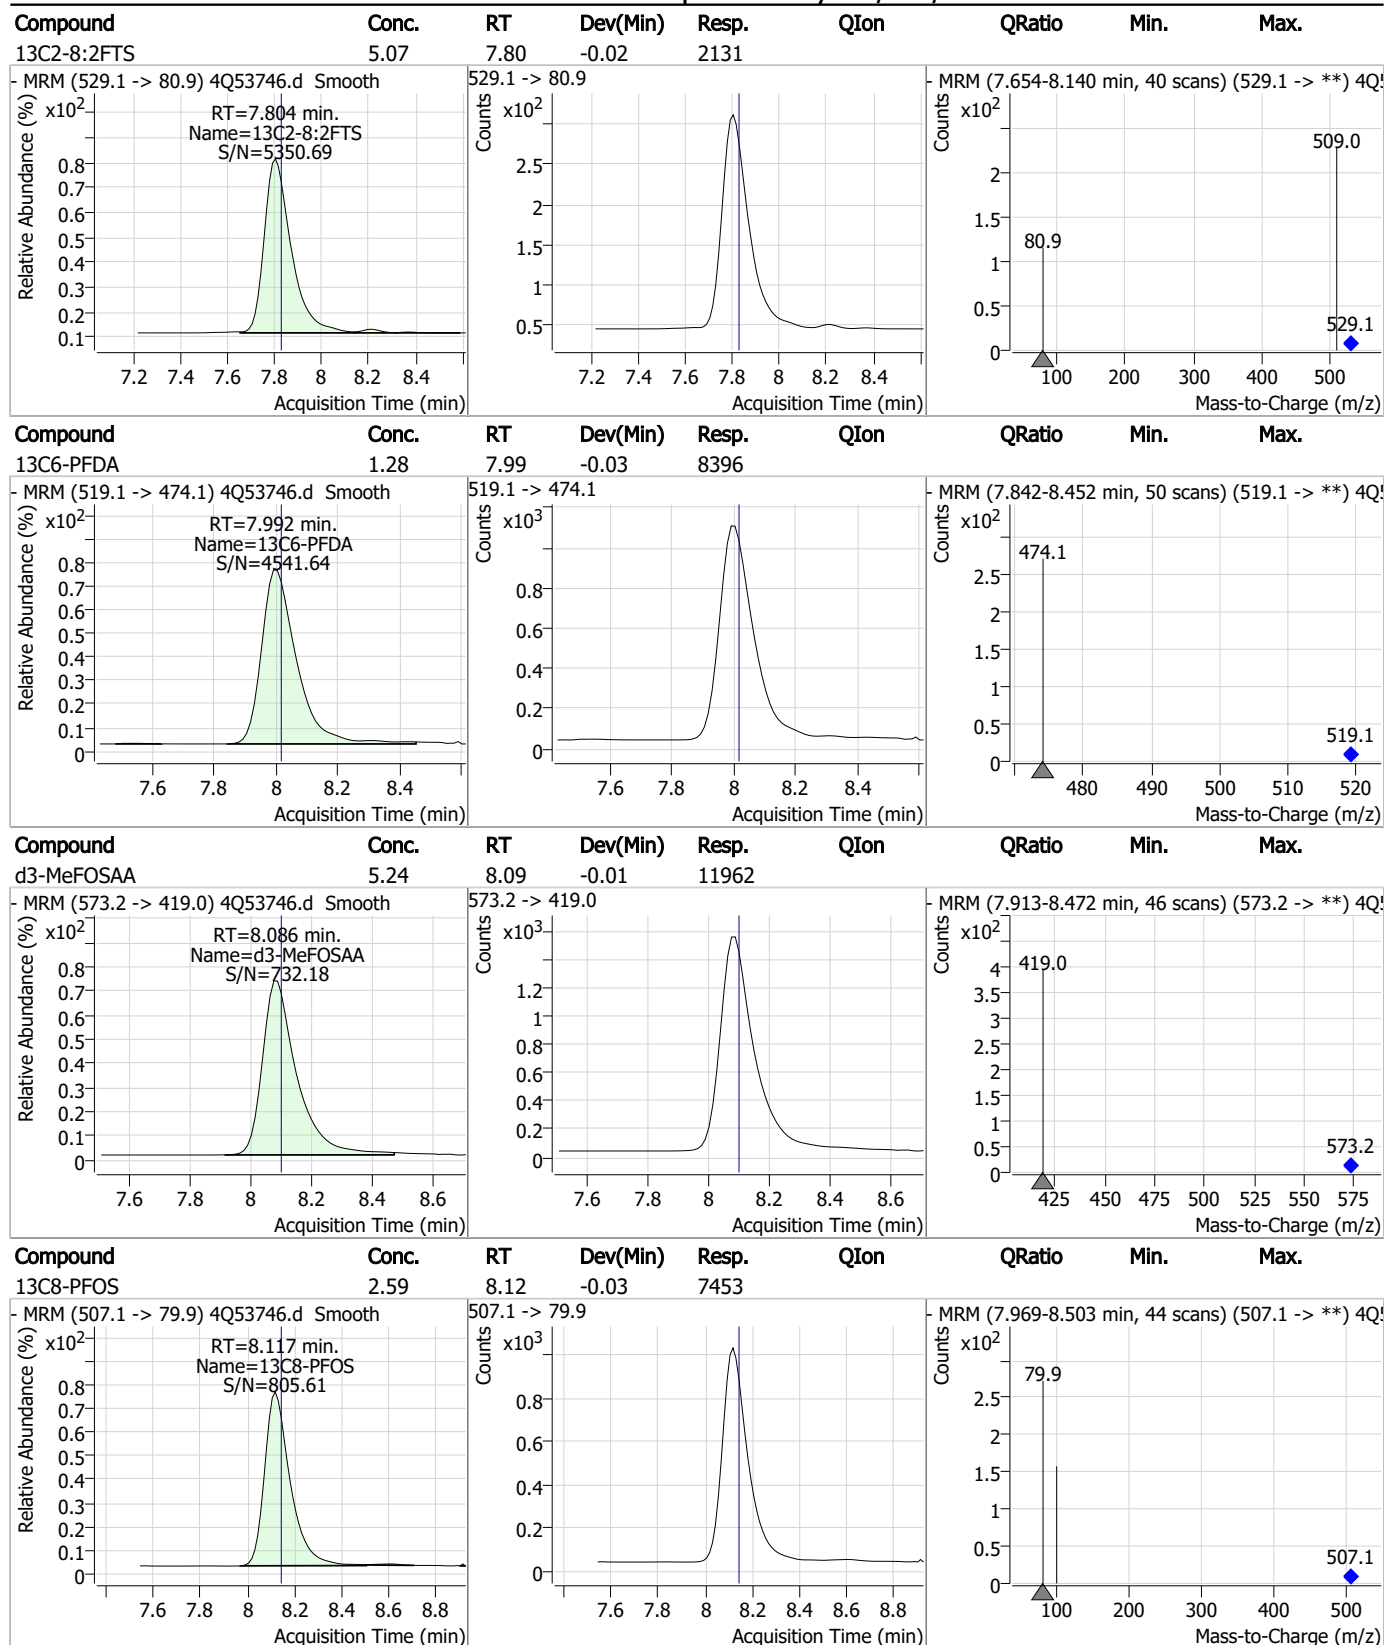 Compound Conc. RT Dev(Min) Resp. QIon QRatio Min. Max.
13C2-8:2FTS 5.07 7.80 -0.02 2131
- MRM (529.1 -> 80.9) 4Q53746.d Smooth
Relative Abundance (%)
x10²
RT=7.804 min.
Name=13C2-8:2FTS
S/N=5350.69
0.8
0.7
0.6
0.5
0.4
0.3
0.2
0.1
7.2 7.4 7.6 7.8 8 8.2 8.4
Acquisition Time (min)
529.1 -> 80.9
Counts
x10²
2.5
2
1.5
1
0.5
7.2 7.4 7.6 7.8 8 8.2 8.4
Acquisition Time (min)
- MRM (7.654-8.140 min, 40 scans) (529.1 -> **) 4Q5
Counts
x10²
509.0
2
1.5
80.9
1
0.5
529.1
0
100 200 300 400 500
Mass-to-Charge (m/z)
Compound Conc. RT Dev(Min) Resp. QIon QRatio Min. Max.
13C6-PFDA 1.28 7.99 -0.03 8396
- MRM (519.1 -> 474.1) 4Q53746.d Smooth
Relative Abundance (%)
x10²
RT=7.992 min.
Name=13C6-PFDA
S/N=4541.64
0.8
0.7
0.6
0.5
0.4
0.3
0.2
0.1
0
7.6 7.8 8 8.2 8.4
Acquisition Time (min)
519.1 -> 474.1
Counts
x10³
0.8
0.6
0.4
0.2
0
7.6 7.8 8 8.2 8.4
Acquisition Time (min)
- MRM (7.842-8.452 min, 50 scans) (519.1 -> **) 4Q5
Counts
x10²
474.1
2.5
2
1.5
1
0.5
519.1
0
480 490 500 510 520
Mass-to-Charge (m/z)
Compound Conc. RT Dev(Min) Resp. QIon QRatio Min. Max.
d3-MeFOSAA 5.24 8.09 -0.01 11962
- MRM (573.2 -> 419.0) 4Q53746.d Smooth
Relative Abundance (%)
x10²
RT=8.086 min.
Name=d3-MeFOSAA
S/N=732.18
0.8
0.7
0.6
0.5
0.4
0.3
0.2
0.1
0
7.6 7.8 8 8.2 8.4 8.6
Acquisition Time (min)
573.2 -> 419.0
Counts
x10³
1.2
1
0.8
0.6
0.4
0.2
0
7.6 7.8 8 8.2 8.4 8.6
Acquisition Time (min)
- MRM (7.913-8.472 min, 46 scans) (573.2 -> **) 4Q5
Counts
x10²
419.0
4
3.5
3
2.5
2
1.5
1
0.5
573.2
0
425 450 475 500 525 550 575
Mass-to-Charge (m/z)
Compound Conc. RT Dev(Min) Resp. QIon QRatio Min. Max.
13C8-PFOS 2.59 8.12 -0.03 7453
- MRM (507.1 -> 79.9) 4Q53746.d Smooth
Relative Abundance (%)
x10²
RT=8.117 min.
Name=13C8-PFOS
S/N=805.61
0.8
0.7
0.6
0.5
0.4
0.3
0.2
0.1
0
7.6 7.8 8 8.2 8.4 8.6 8.8
Acquisition Time (min)
507.1 -> 79.9
Counts
x10³
0.8
0.6
0.4
0.2
0
7.6 7.8 8 8.2 8.4 8.6 8.8
Acquisition Time (min)
- MRM (7.969-8.503 min, 44 scans) (507.1 -> **) 4Q5
Counts
x10²
79.9
2.5
2
1.5
1
0.5
507.1
0
100 200 300 400 500
Mass-to-Charge (m/z)